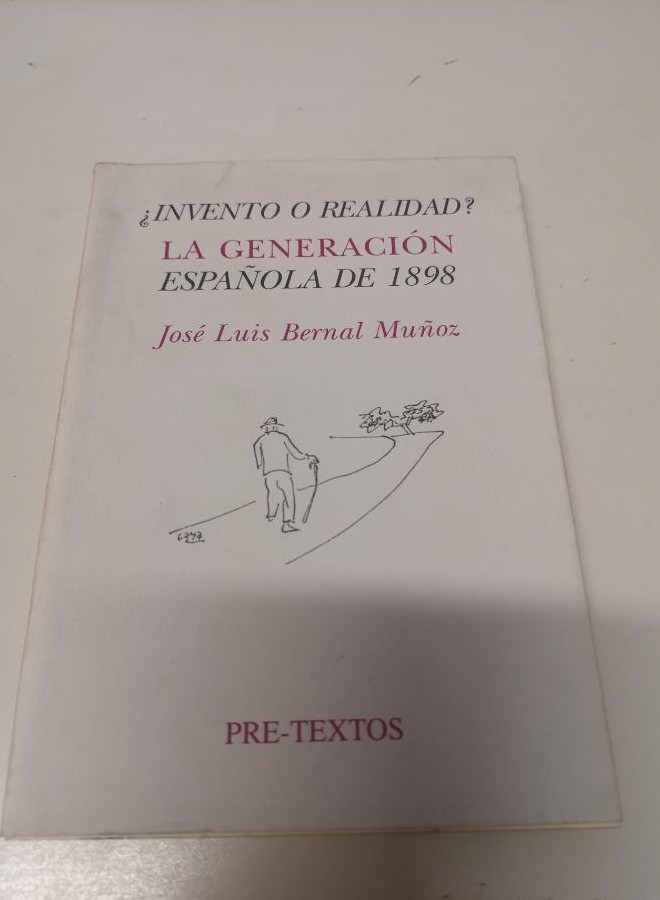 ¿INVENTO O REALIDAD?
LA GENERACIÓN
ESPAÑOLA DE 1898
José Luis Bernal Muñoz
PRE-TEXTOS